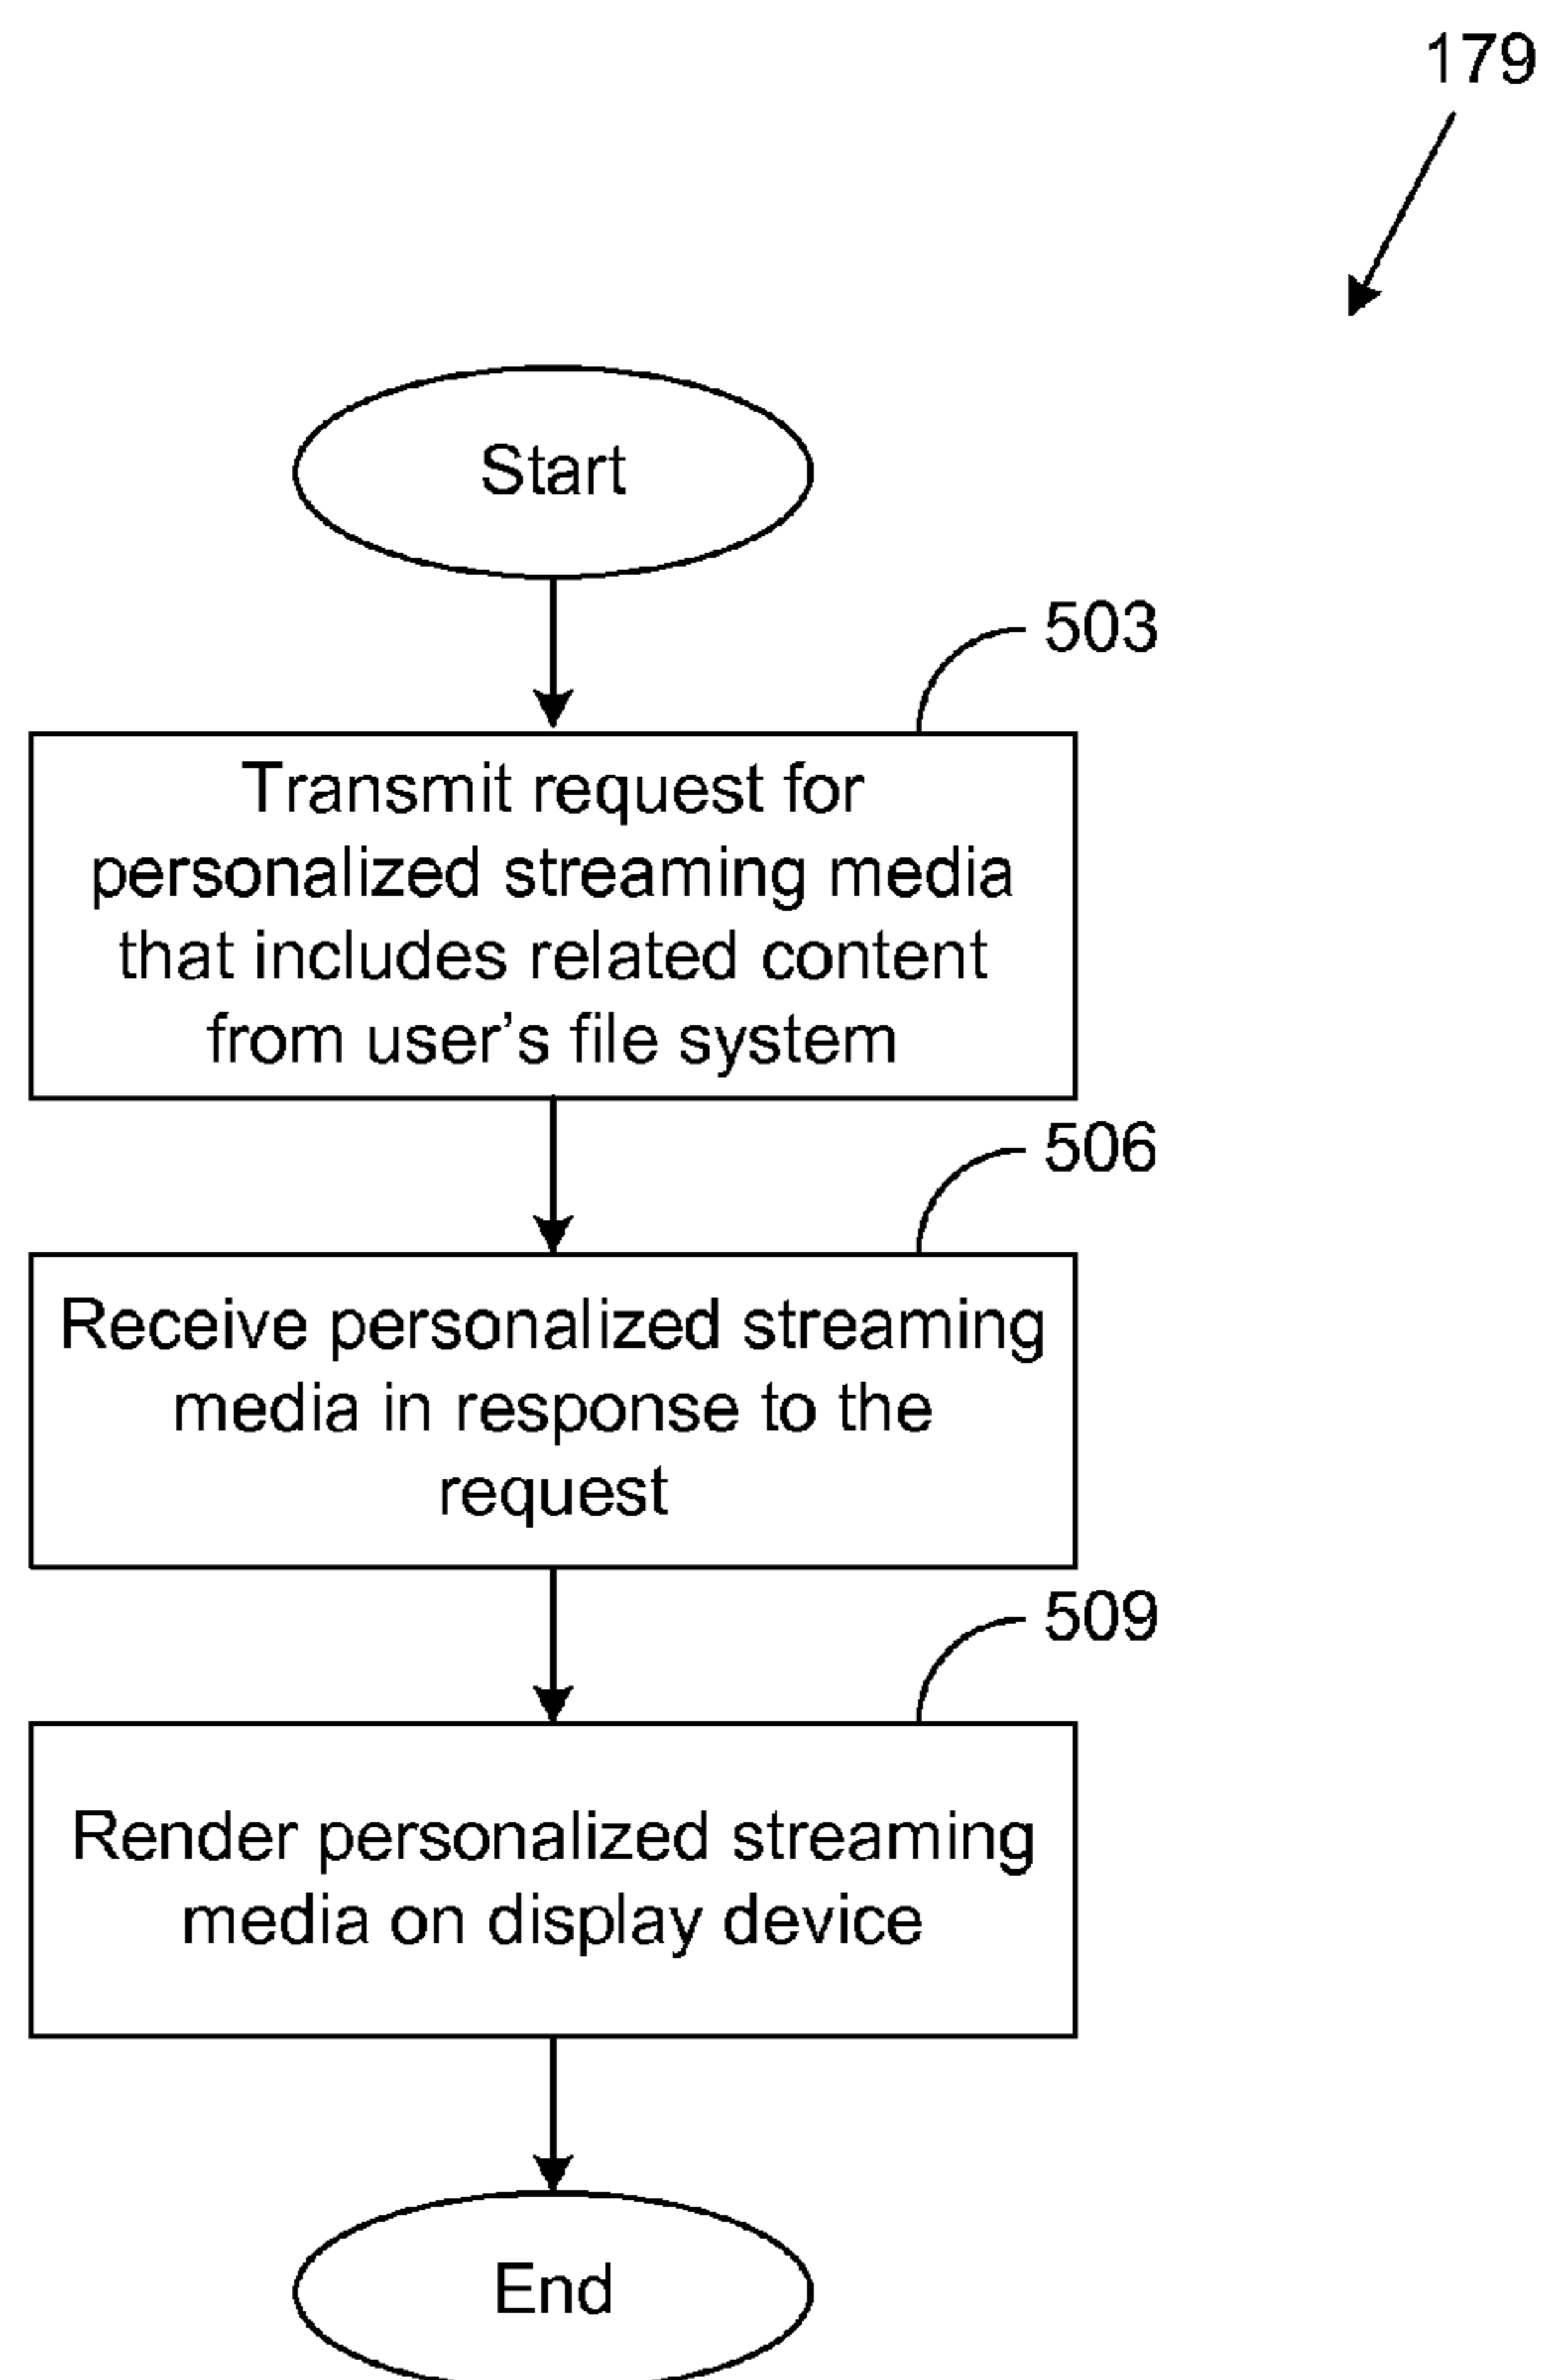 179
Start
503
Transmit request for
personalized streaming media
that includes related content
from user's file system
506
Receive personalized streaming
media in response to the
request
509
Render personalized streaming
media on display device
End